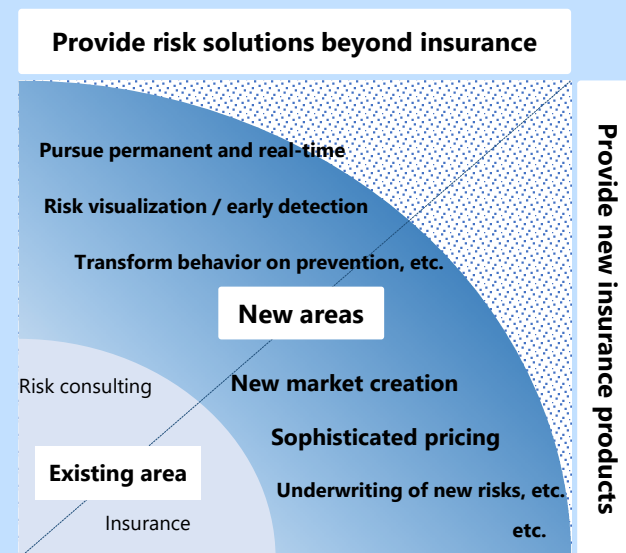 Provide risk solutions beyond insurance
Provide new insurance products
Pursue permanent and real-time
Risk visualization / early detection
Transform behavior on prevention, etc.
New areas
New market creation
Risk consulting
Sophisticated pricing
Existing area
Underwriting of new risks, etc.
Insurance
etc.